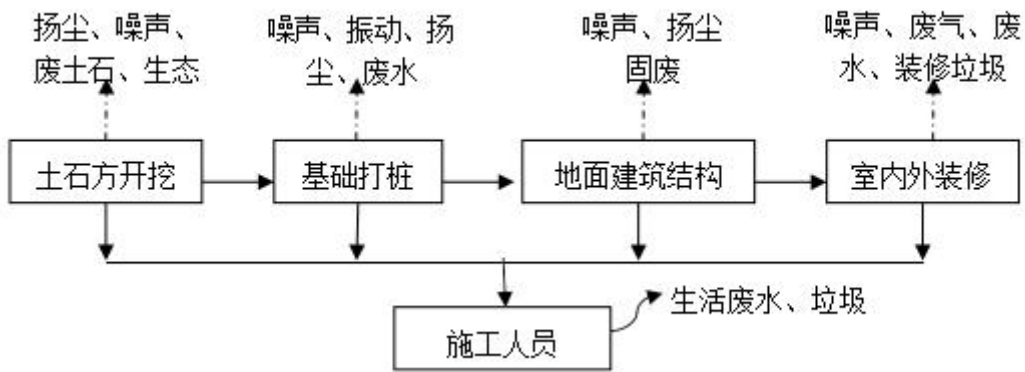 扬尘、噪声、
废土石、生态
噪声、振动、扬
尘、废水
噪声、扬尘
固废
噪声、废气、废
水、装修垃圾
土石方开挖
基础打桩
地面建筑结构
室内外装修
生活废水、垃圾
施工人员